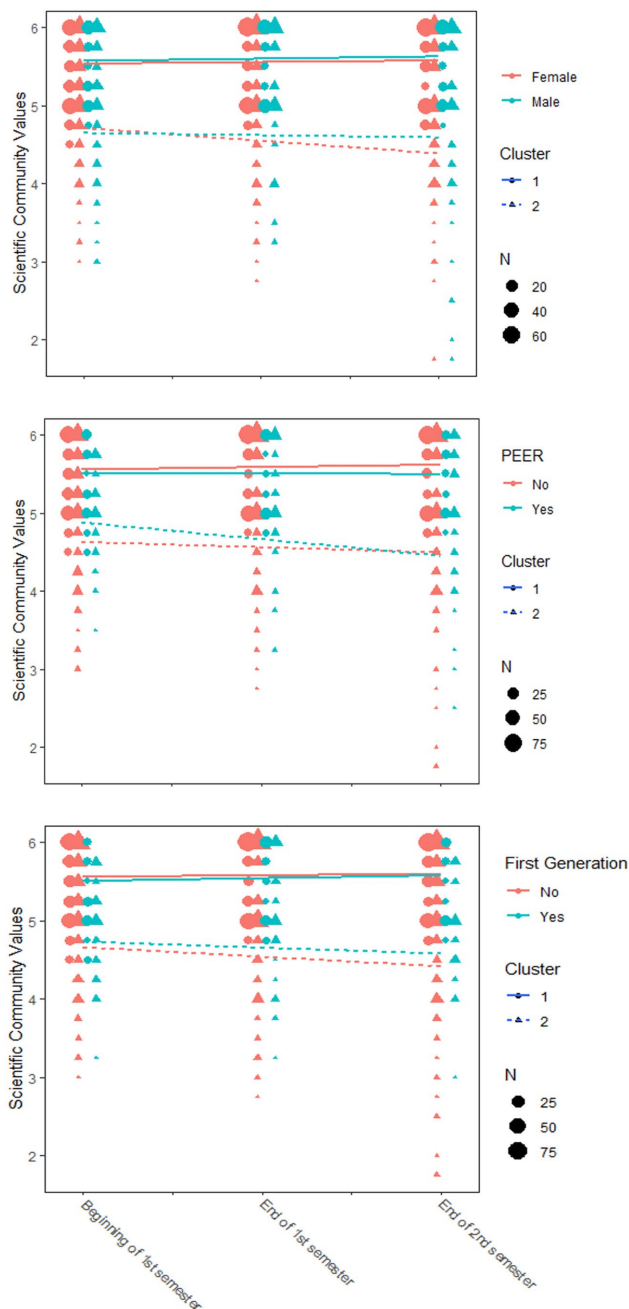 6
5
4
3
2
Scientific Community Values
Female
Male
Cluster
1
2
N
20
40
60
6
5
4
3
2
Scientific Community Values
PEER
No
Yes
Cluster
1
2
N
25
50
75
6
5
4
3
2
Scientific Community Values
First Generation
No
Yes
Cluster
1
2
N
25
50
75
Beginning of 1st semester
End of 1st semester
End of 2nd semester